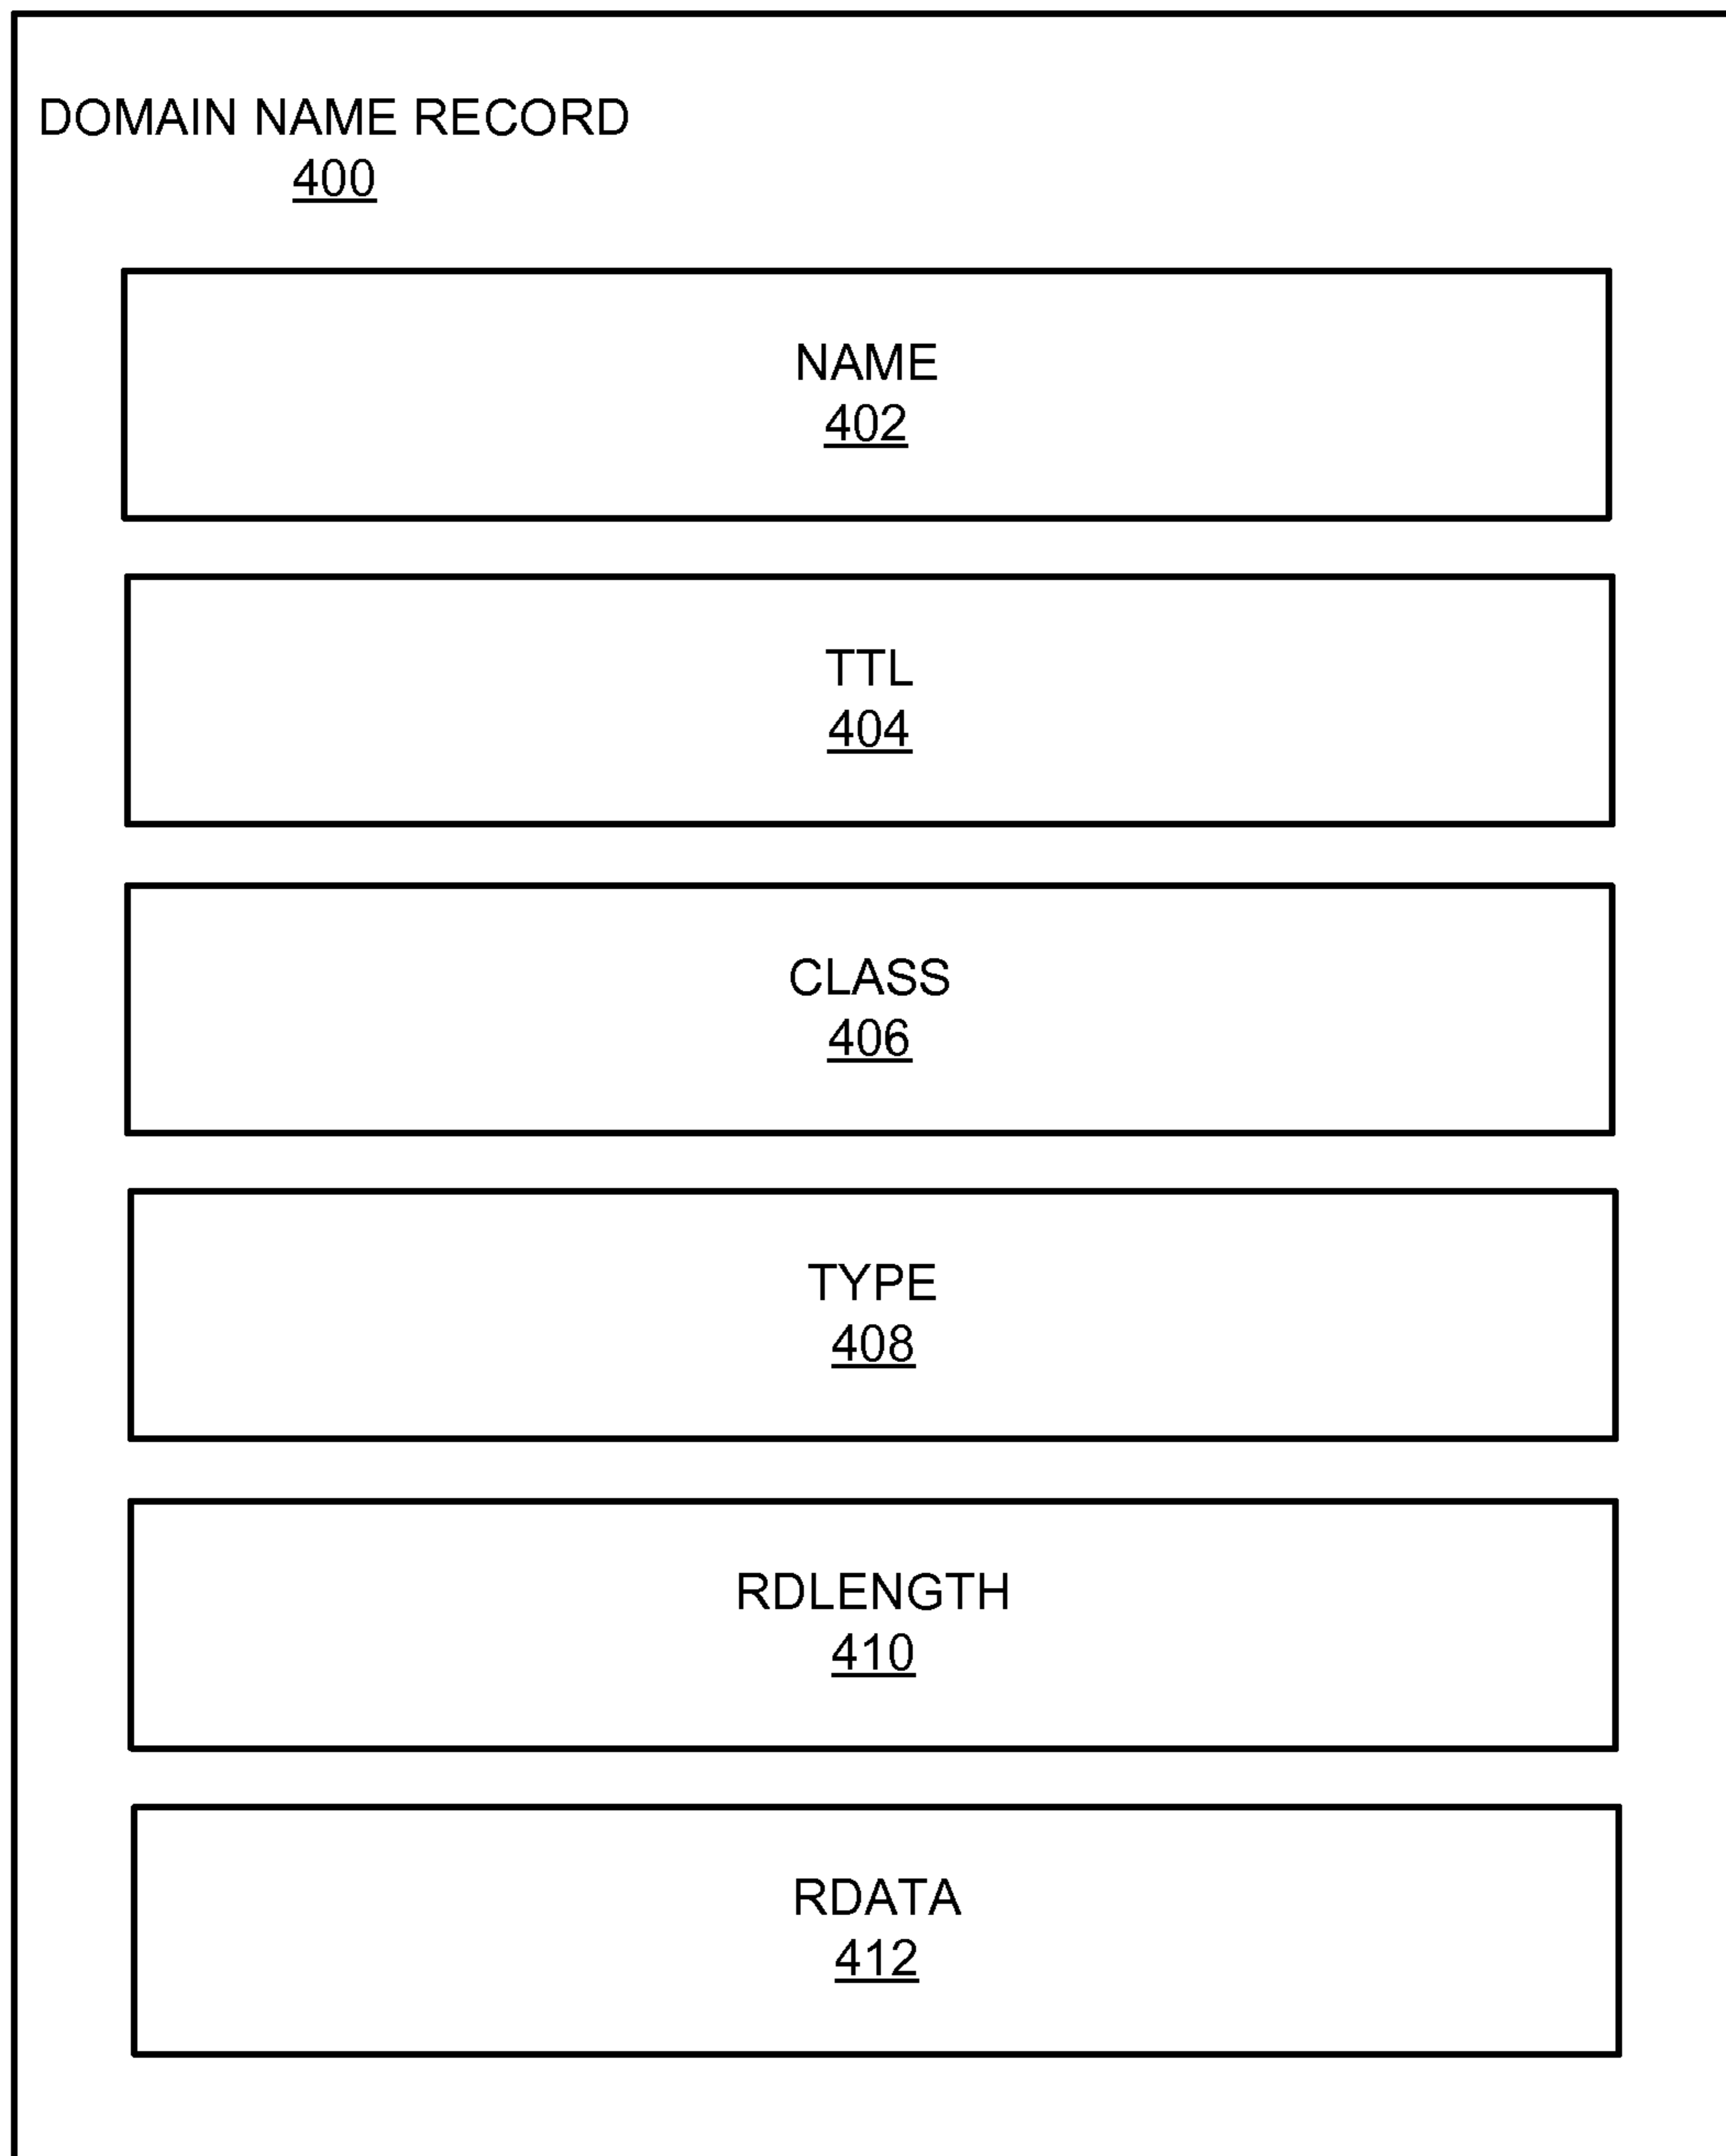 DOMAIN NAME RECORD
400
NAME
402
TTL
404
CLASS
406
TYPE
408
RDLENGTH
410
RDATA
412